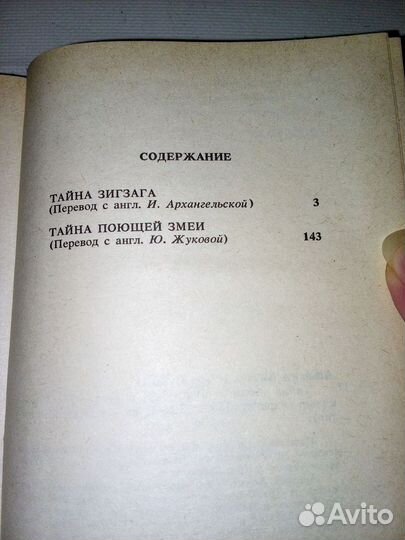 СОДЕРЖАНИЕ
ТАЙНА ЗИГЗАГА
(Перевод с англ. И. Архангельской) 3
ТАЙНА ПОЮЩЕЙ ЗМЕИ
(Перевод с англ. Ю. Жуковой) 143
Avito